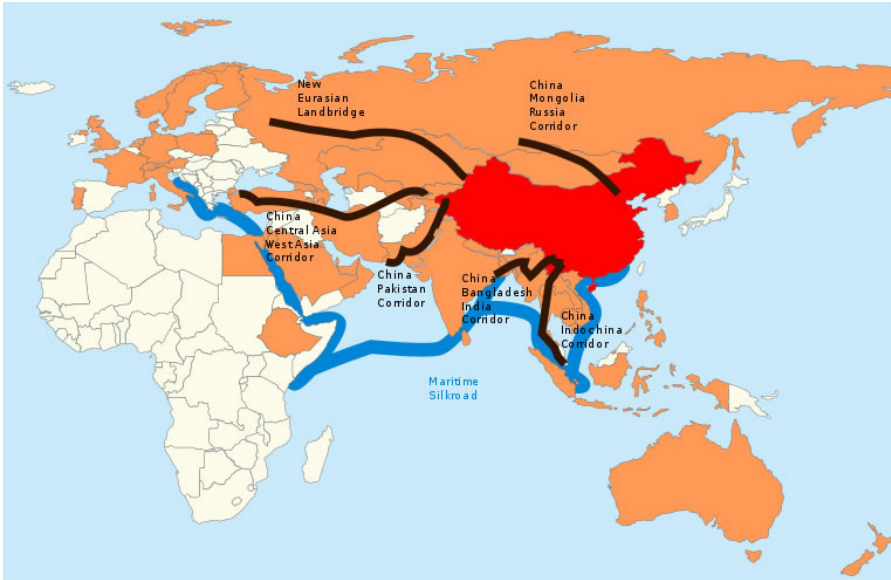 New
Eurasian
Landbridge
China
Mongolia
Russia
Corridor
China
Central Asia
West Asia
Corridor
China
Pakistan
Corridor
China
Bangladesh
India
Corridor
China
Indochina
Corridor
Maritime
Silkroad